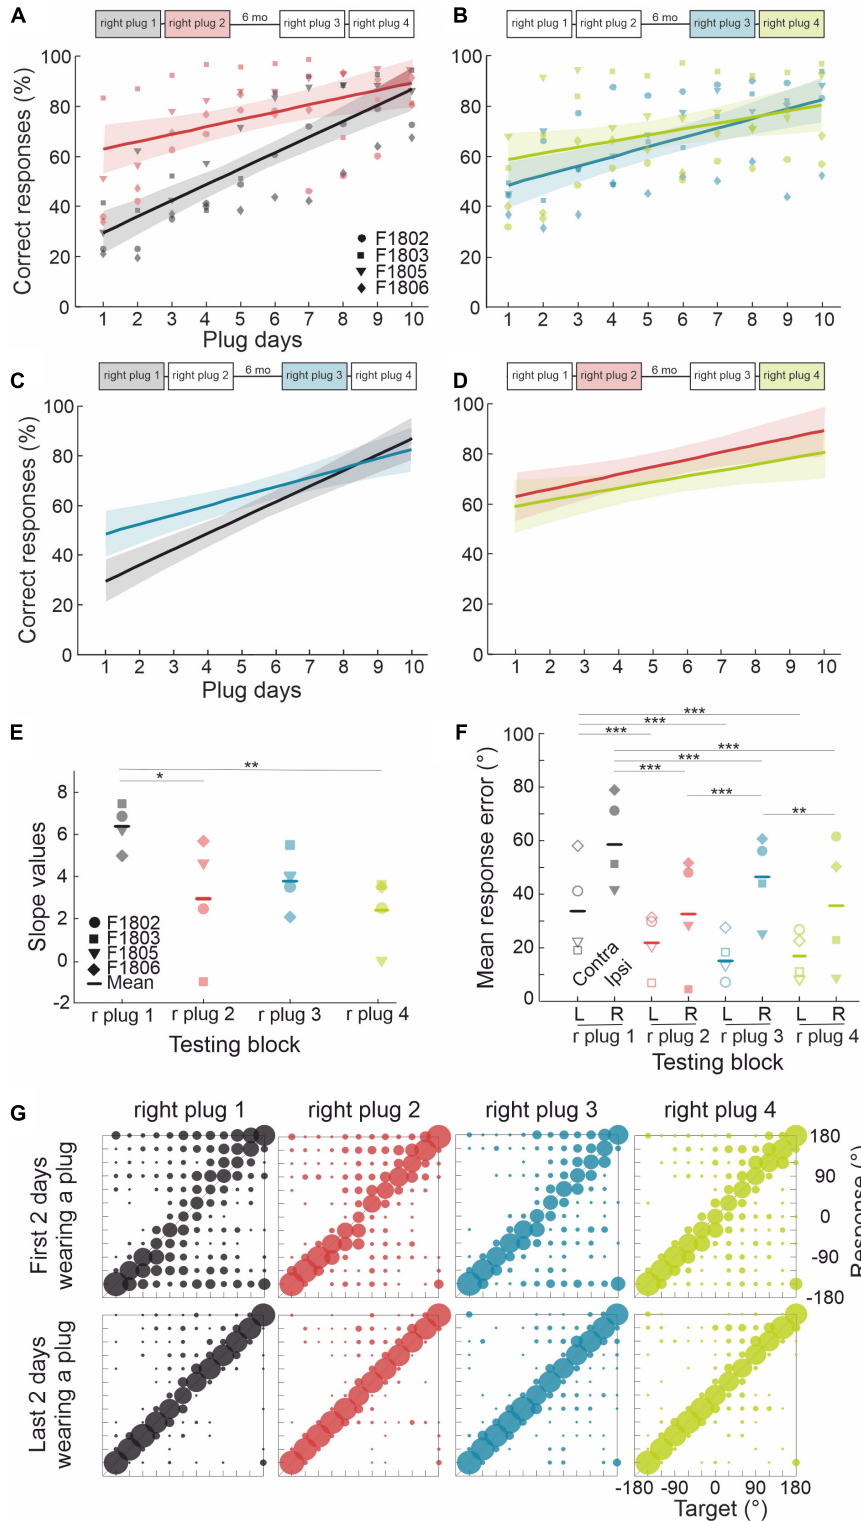 A
right plug 1
right plug 2
6 mo
right plug 3
right plug 4
Correct responses (%)
100
80
60
40
20
0
F1802
F1803
F1805
F1806
1 2 3 4 5 6 7 8 9 10
Plug days
B
right plug 1
right plug 2
6 mo
right plug 3
right plug 4
100
80
60
40
20
0
1 2 3 4 5 6 7 8 9 10
C
right plug 1
right plug 2
6 mo
right plug 3
right plug 4
Correct responses (%)
100
80
60
40
20
0
1 2 3 4 5 6 7 8 9 10
Plug days
D
right plug 1
right plug 2
6 mo
right plug 3
right plug 4
100
80
60
40
20
0
1 2 3 4 5 6 7 8 9 10
E
Slope values
8
6
4
2
0
-2
*
**
F1802
F1803
F1805
F1806
Mean
r plug 1 r plug 2 r plug 3 r plug 4
Testing block
F
Mean response error (°)
100
80
60
40
20
0
***
***
***
***
***
***
***
**
Contra
Ipsi
L R L R L R L R
r plug 1 r plug 2 r plug 3 r plug 4
Testing block
G
right plug 1 right plug 2 right plug 3 right plug 4
First 2 days
wearing a plug
180
90
0
-90
-180
Response (°)
Last 2 days
wearing a plug
-180 -90 0 90 180
Target (°)